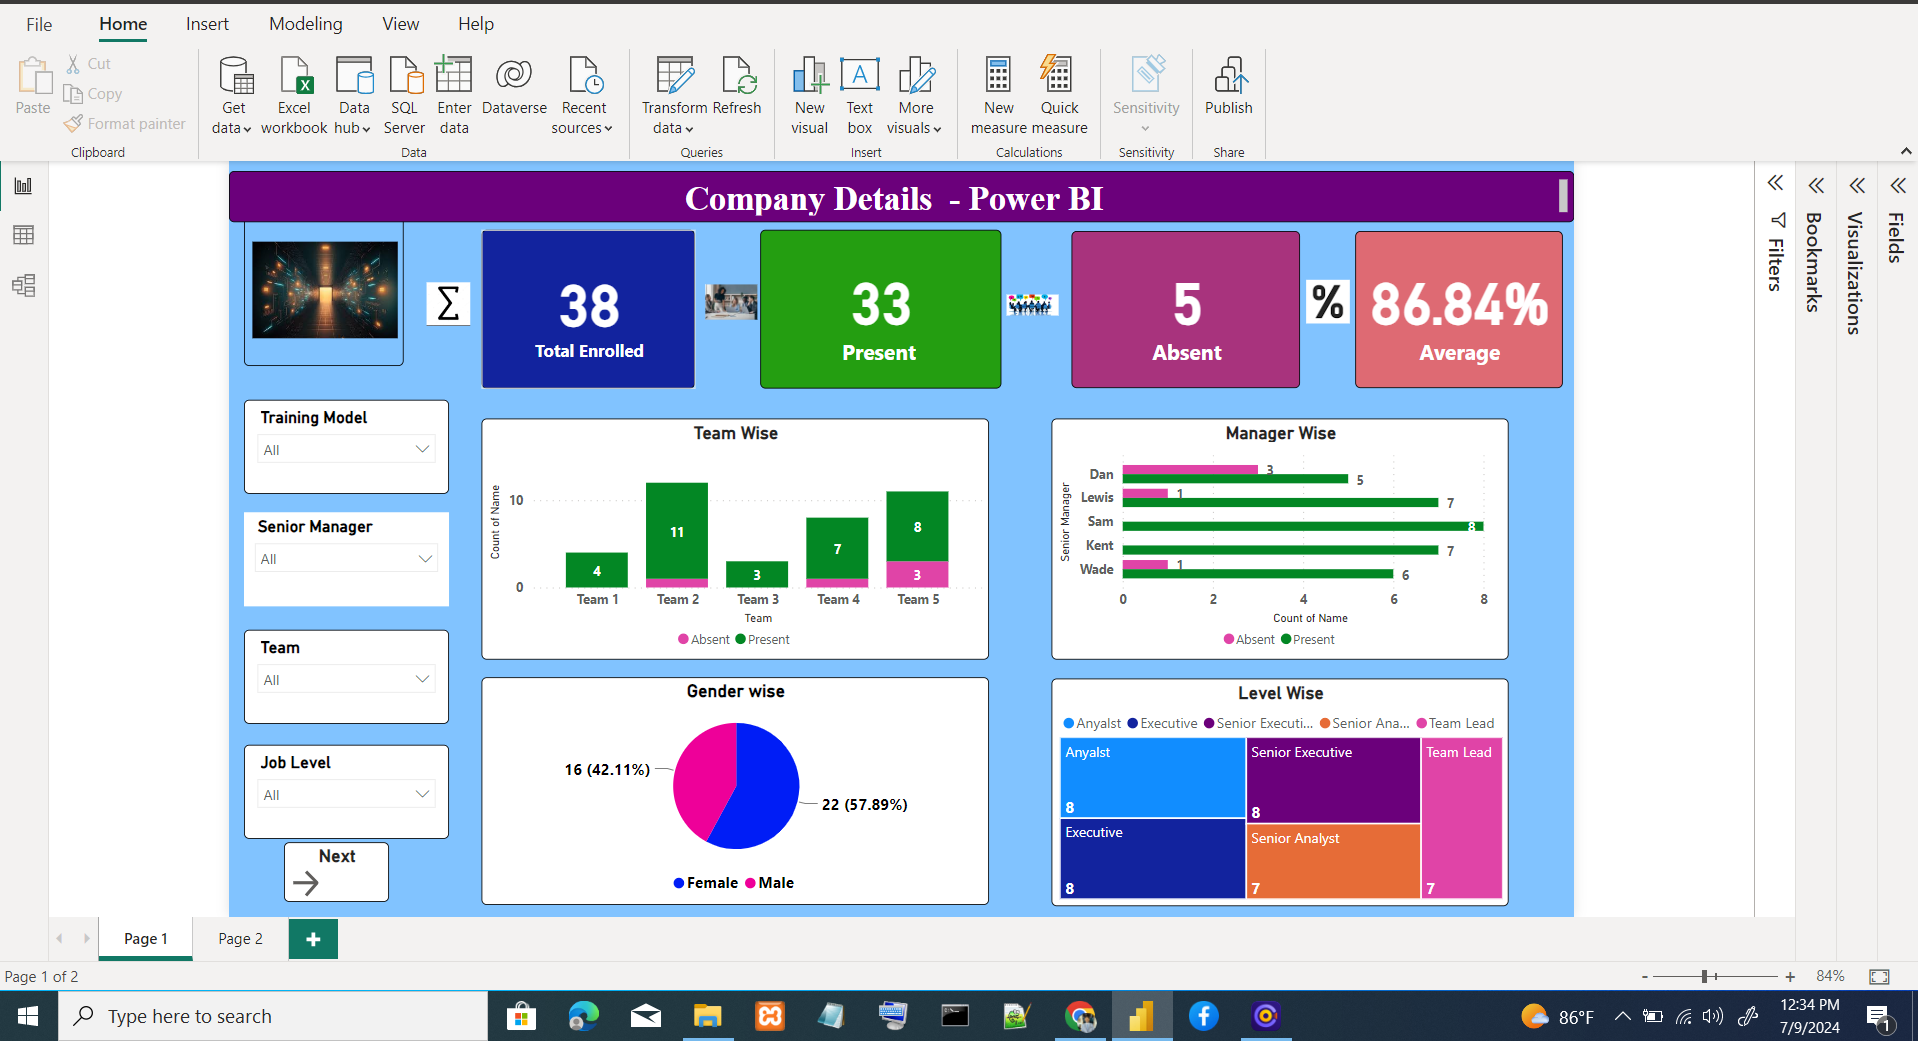 File Home Insert Modeling View Help
Paste
Cut
Copy
Format painter
Clipboard
Get data
Excel workbook
Data hub
SQL Server
Enter data
Dataverse
Recent sources
Data
Transform data
Refresh
Queries
New visual
Text box
More visuals
Insert
New measure
Quick measure
Calculations
Sensitivity
Sensitivity
Publish
Share
Company Details - Power BI
Σ
38
Total Enrolled
33
Present
5
Absent
%
86.84%
Average
Filters
Bookmarks
Visualizations
Fields
Training Model
All
Senior Manager
All
Team
All
Job Level
All
Next
Team Wise
Count of Name
10
0
4
11
3
7
8
3
Team 1 Team 2 Team 3 Team 4 Team 5
Team
Absent Present
Manager Wise
Senior Manager
Dan 3 5
Lewis 1 7
Sam 8
Kent 7
Wade 1 6
0 2 4 6 8
Count of Name
Absent Present
Gender wise
16 (42.11%)
22 (57.89%)
Female Male
Level Wise
Anyalst Executive Senior Executi... Senior Ana... Team Lead
Anyalst
8
Executive
8
Senior Executive
8
Senior Analyst
7
Team Lead
7
Page 1 Page 2 +
Page 1 of 2
- + 84%
Type here to search
86°F
12:34 PM
7/9/2024
1